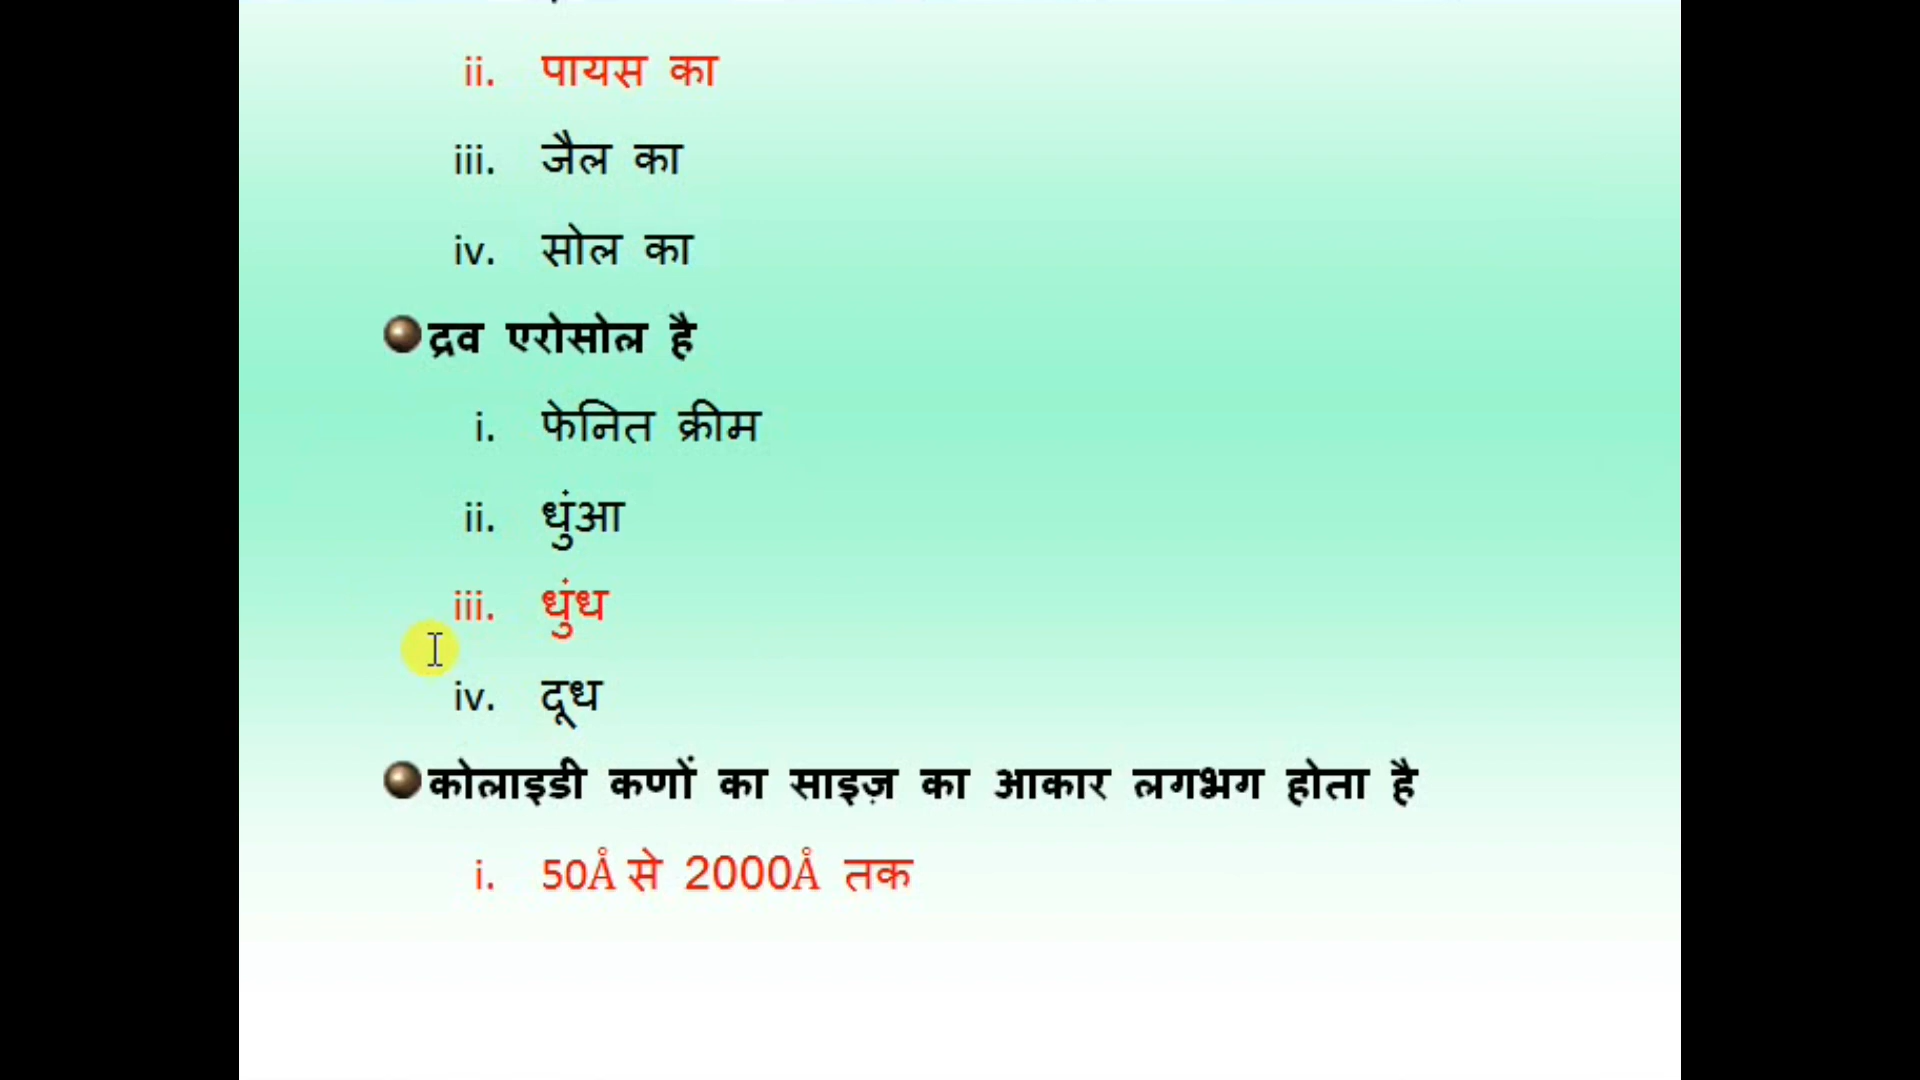 ii. पायस का
iii. जैल का
iv. सोल का
द्रव एरोसोल है
i. फेनित क्रीम
ii. धुंआ
iii. धुंध
iv. दूध
कोलाइडी कणों का साइज़ का आकार लगभग होता है
i. 50Å से 2000Å तक